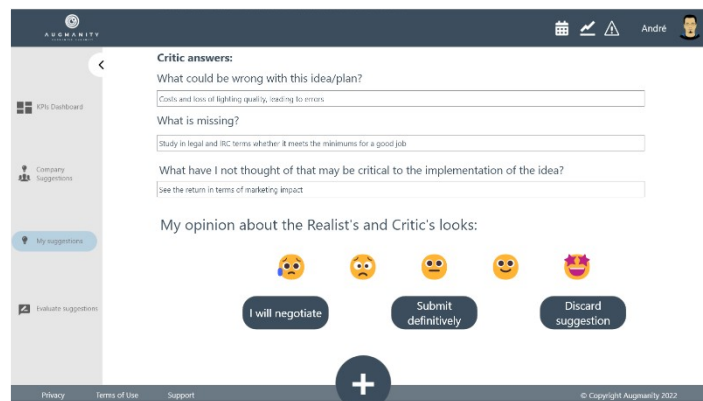 AUGMANITY
André
Critic answers:
What could be wrong with this idea/plan?
Costs and loss of lighting quality, leading to errors
What is missing?
Study in legal and IRC terms whether it meets the minimums for a good job
What have I not thought of that may be critical to the implementation of the idea?
See the return in terms of marketing impact
KPIs Dashboard
Company
Suggestions
My suggestions
Evaluate suggestions
My opinion about the Realist's and Critic's looks:
I will negotiate
Submit
definitively
Discard
suggestion
+
Privacy Terms of Use Support © Copyright Augmanity 2022